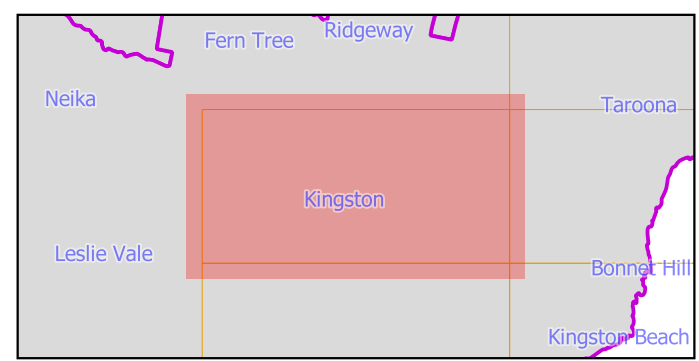 Ridgeway
Fern Tree
Neika
Taroona
Kingston
Leslie Vale
Bonnet Hill
Kingston Beach